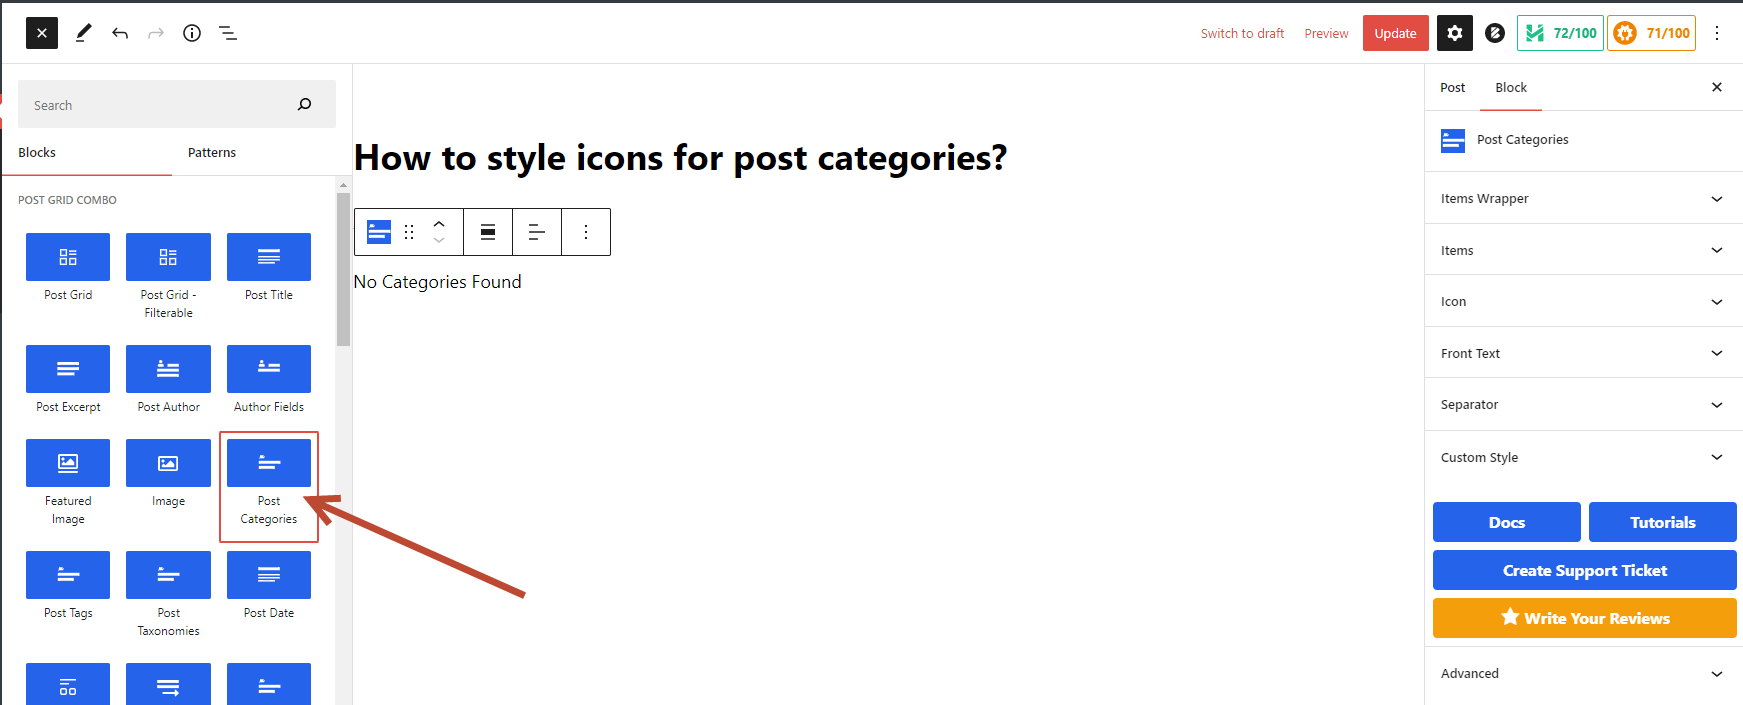 Switch to draft
Preview
Update
72/100
71/100
Search
Blocks
Patterns
POST GRID COMBO
Post Grid
Post Grid -
Filterable
Post Title
Post Excerpt
Post Author
Author Fields
Featured
Image
Image
Post
Categories
Post Tags
Post
Taxonomies
Post Date
How to style icons for post categories?
No Categories Found
Post
Block
Post Categories
Items Wrapper
Items
Icon
Front Text
Separator
Custom Style
Docs
Tutorials
Create Support Ticket
Write Your Reviews
Advanced